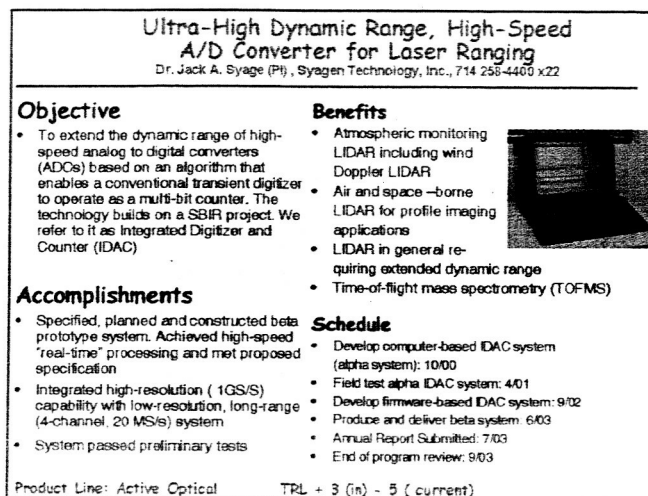 Ultra-High Dynamic Range, High-Speed
A/D Converter for Laser Ranging
Dr. Jack A. Syage (PI), Syagen Technology, Inc., 714 258-4400 x22
Objective
• To extend the dynamic range of high-
speed analog to digital converters
(ADCs) based on an algorithm that
enables a conventional transient digitizer
to operate as a multi-bit counter. The
technology builds on a SBIR project. We
refer to it as Integrated Digitizer and
Counter (IDAC)
Accomplishments
• Specified, planned and constructed beta
prototype system. Achieved high-speed
"real-time" processing and met proposed
specification
• Integrated high-resolution ( 1GS/S)
capability with low-resolution, long-range
(4-channel, 20 MS/s) system
• System passed preliminary tests
Benefits
• Atmospheric monitoring
LIDAR including wind
Doppler LIDAR
• Air and space –borne
LIDAR for profile imaging
applications
• LIDAR in general re-
quiring extended dynamic range
• Time-of-flight mass spectrometry (TOFMS)
Schedule
• Develop computer-based IDAC system
(alpha system): 10/00
• Field test alpha IDAC system: 4/01
• Develop firmware-based IDAC system: 9/02
• Produce and deliver beta system: 6/03
• Annual Report Submitted: 7/03
• End of program review: 9/03
Product Line: Active Optical TRL + 3 (in) - 5 ( current)